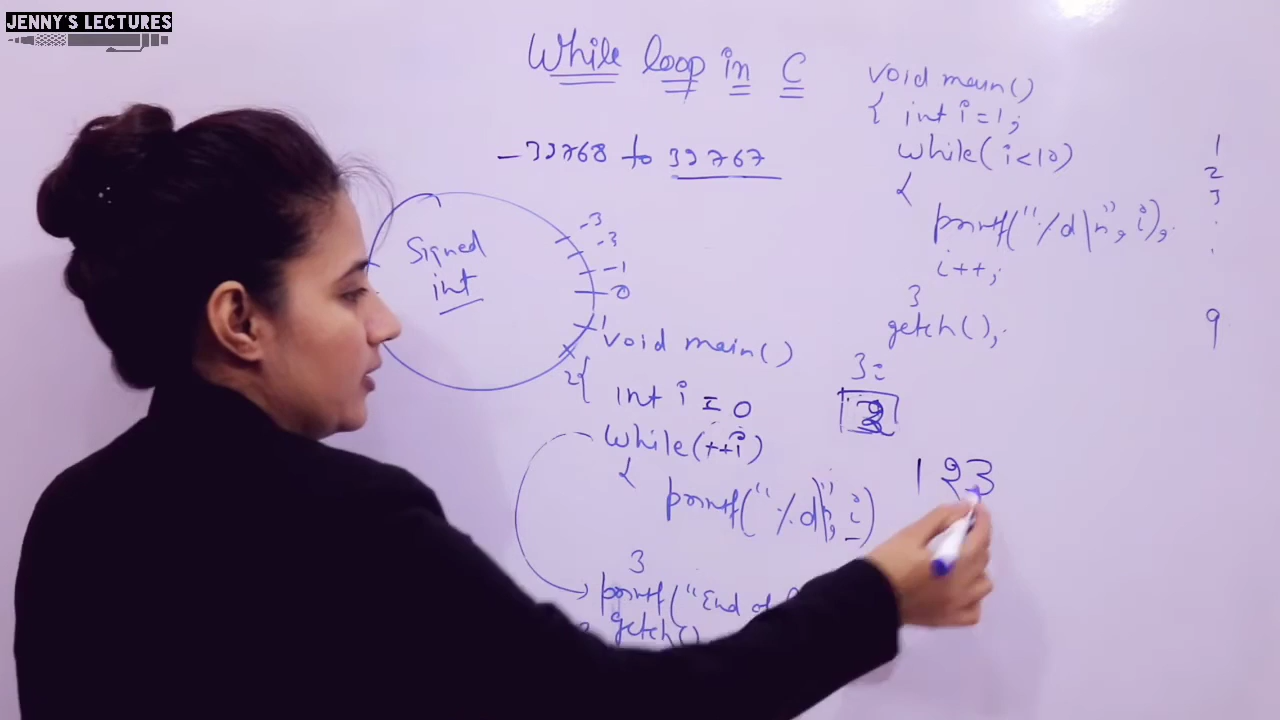 JENNY'S LECTURES
While loop in C
-32768 to 32767
Signed
int
-3
-3
-1
0
1
2
void main()
{ int i=1;
while( i<10)
{
printf("%d\n", i);
i++;
}
getch();
}
1
2
3
.
.
9
void main()
{
int i = 0
while(++i)
{
printf("%d\n", i)
}
printf("End of
getch()
1 2 3